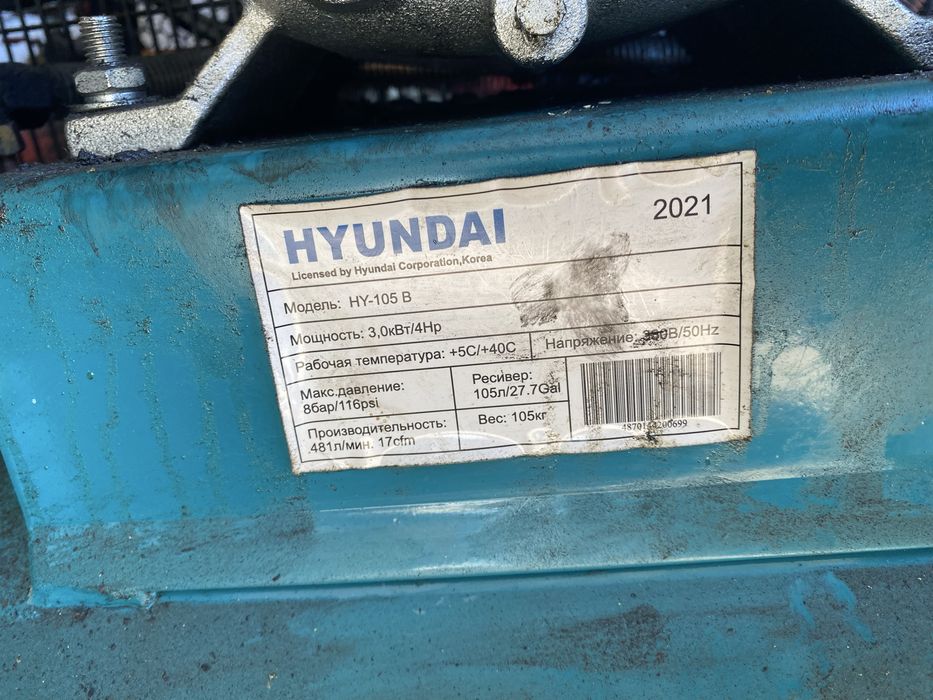 HYUNDAI 2021
Licensed by Hyundai Corporation,Korea
Модель: HY-105 B
Мощность: 3,0кВт/4Hp
Рабочая температура: +5C/+40C
Напряжение: 380В/50Hz
Макс.давление:
8бар/116psi
Ресивер:
105л/27.7Gal
Производительность:
481л/мин. 17cfm
Вес: 105кг